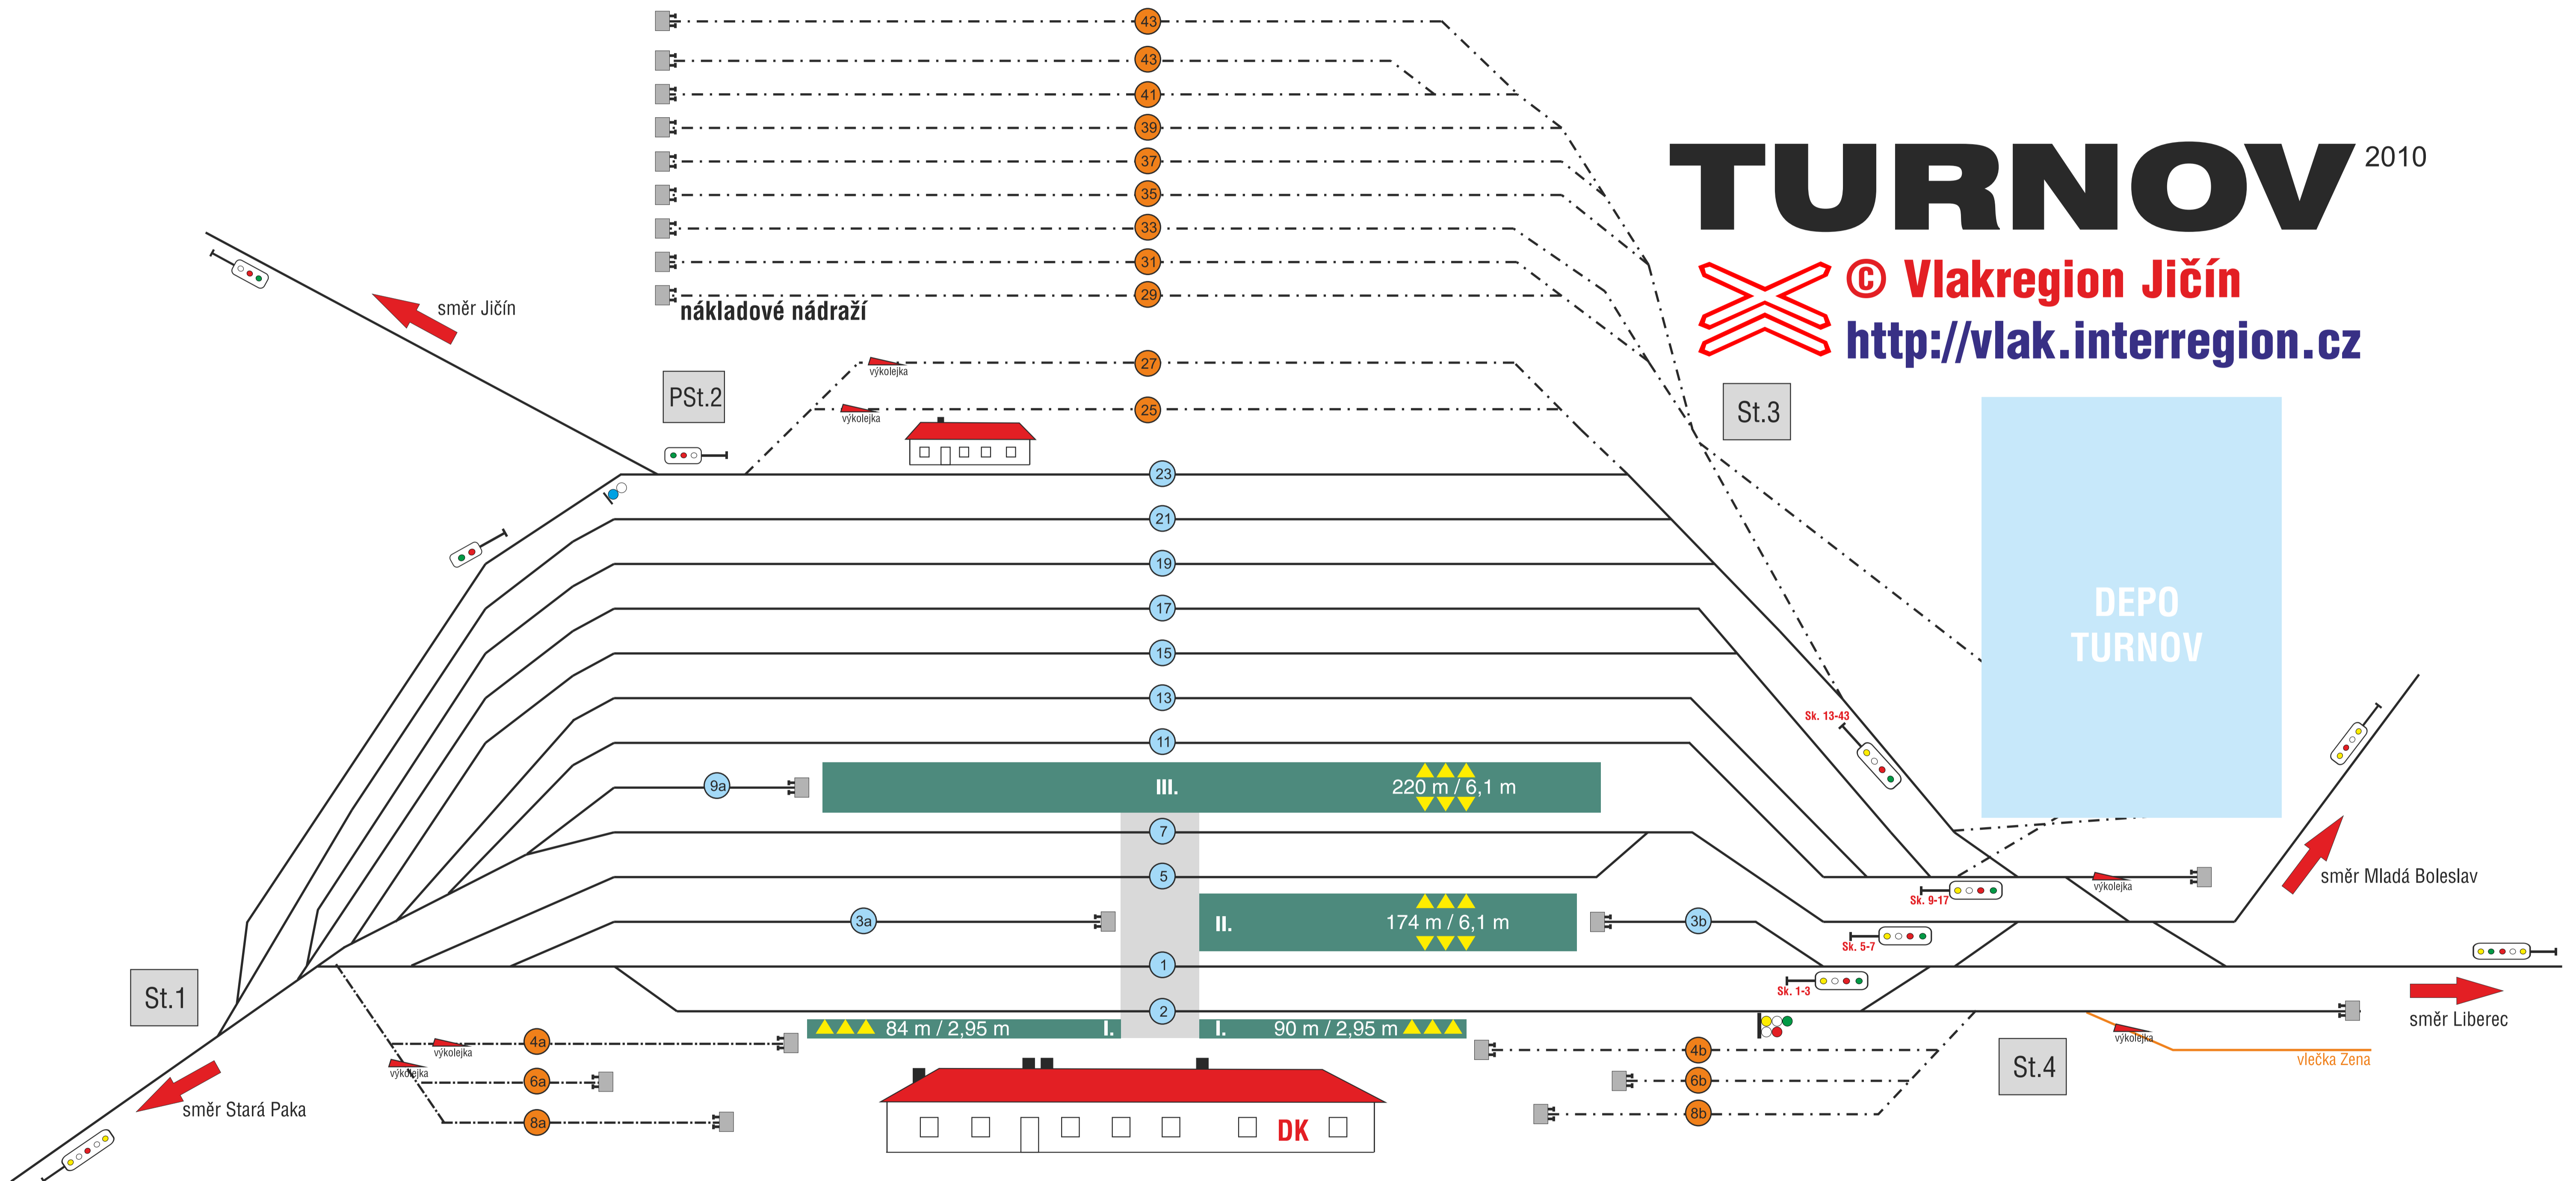 43
43
41
39
37
35
33
31
29
nákladové nádraží
TURNOV 2010
© Vlakregion Jičín
http://vlak.interregion.cz
směr Jičín
PSt.2
výkolejka
27
výkolejka
25
St.3
23
21
19
17
15
13
11
DEPO
TURNOV
Sk. 13-43
9a
III.
220 m / 6,1 m
7
5
Sk. 9-17
výkolejka
směr Mladá Boleslav
3a
II.
174 m / 6,1 m
3b
Sk. 5-7
1
Sk. 1-3
St.1
2
směr Liberec
84 m / 2,95 m
I.
I.
90 m / 2,95 m
4a
výkolejka
výkolejka
6a
8a
směr Stará Paka
4b
6b
8b
St.4
výkolejka
vlečka Zena
DK